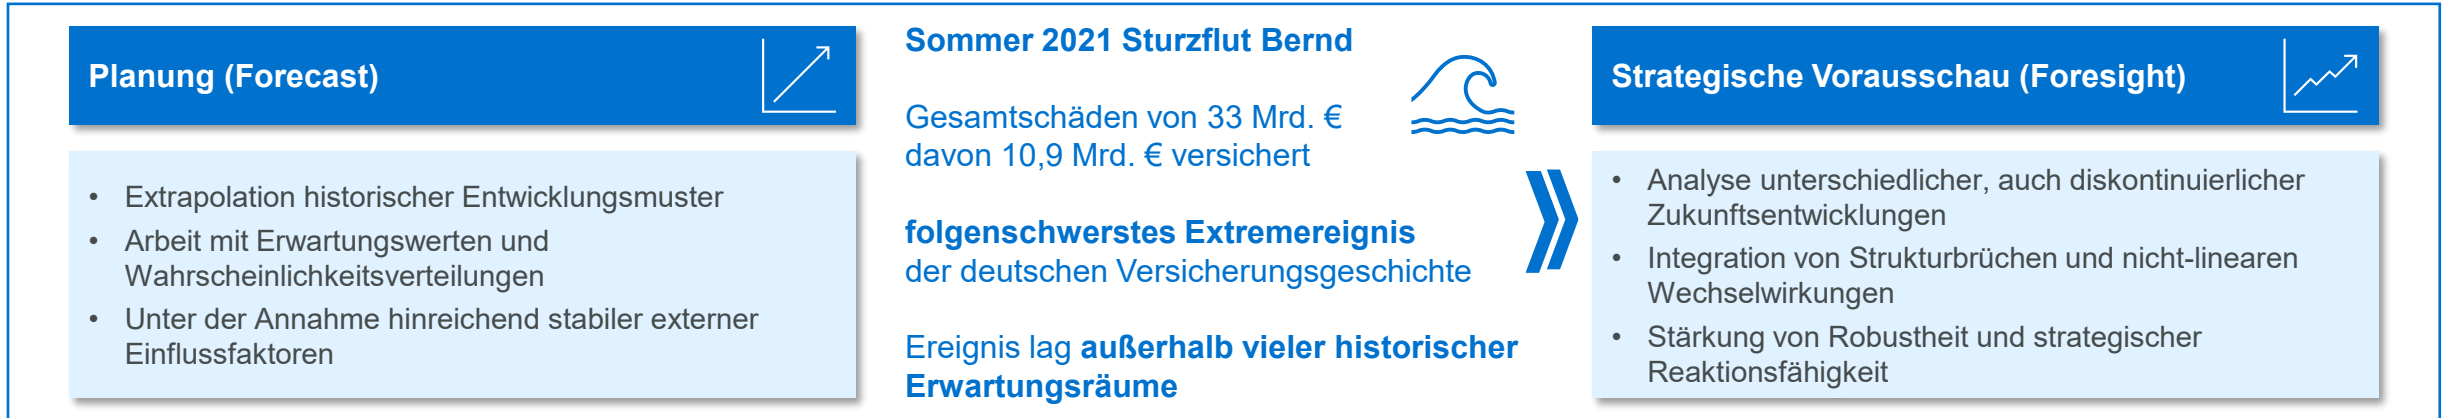 Planung (Forecast)
• Extrapolation historischer Entwicklungsmuster
• Arbeit mit Erwartungswerten und
Wahrscheinlichkeitsverteilungen
• Unter der Annahme hinreichend stabiler externer
Einflussfaktoren
Sommer 2021 Sturzflut Bernd
Gesamtschäden von 33 Mrd. €
davon 10,9 Mrd. € versichert
folgenschwerstes Extremereignis
der deutschen Versicherungsgeschichte
Ereignis lag außerhalb vieler historischer
Erwartungsräume
Strategische Vorausschau (Foresight)
• Analyse unterschiedlicher, auch diskontinuierlicher
Zukunftsentwicklungen
• Integration von Strukturbrüchen und nicht-linearen
Wechselwirkungen
• Stärkung von Robustheit und strategischer
Reaktionsfähigkeit